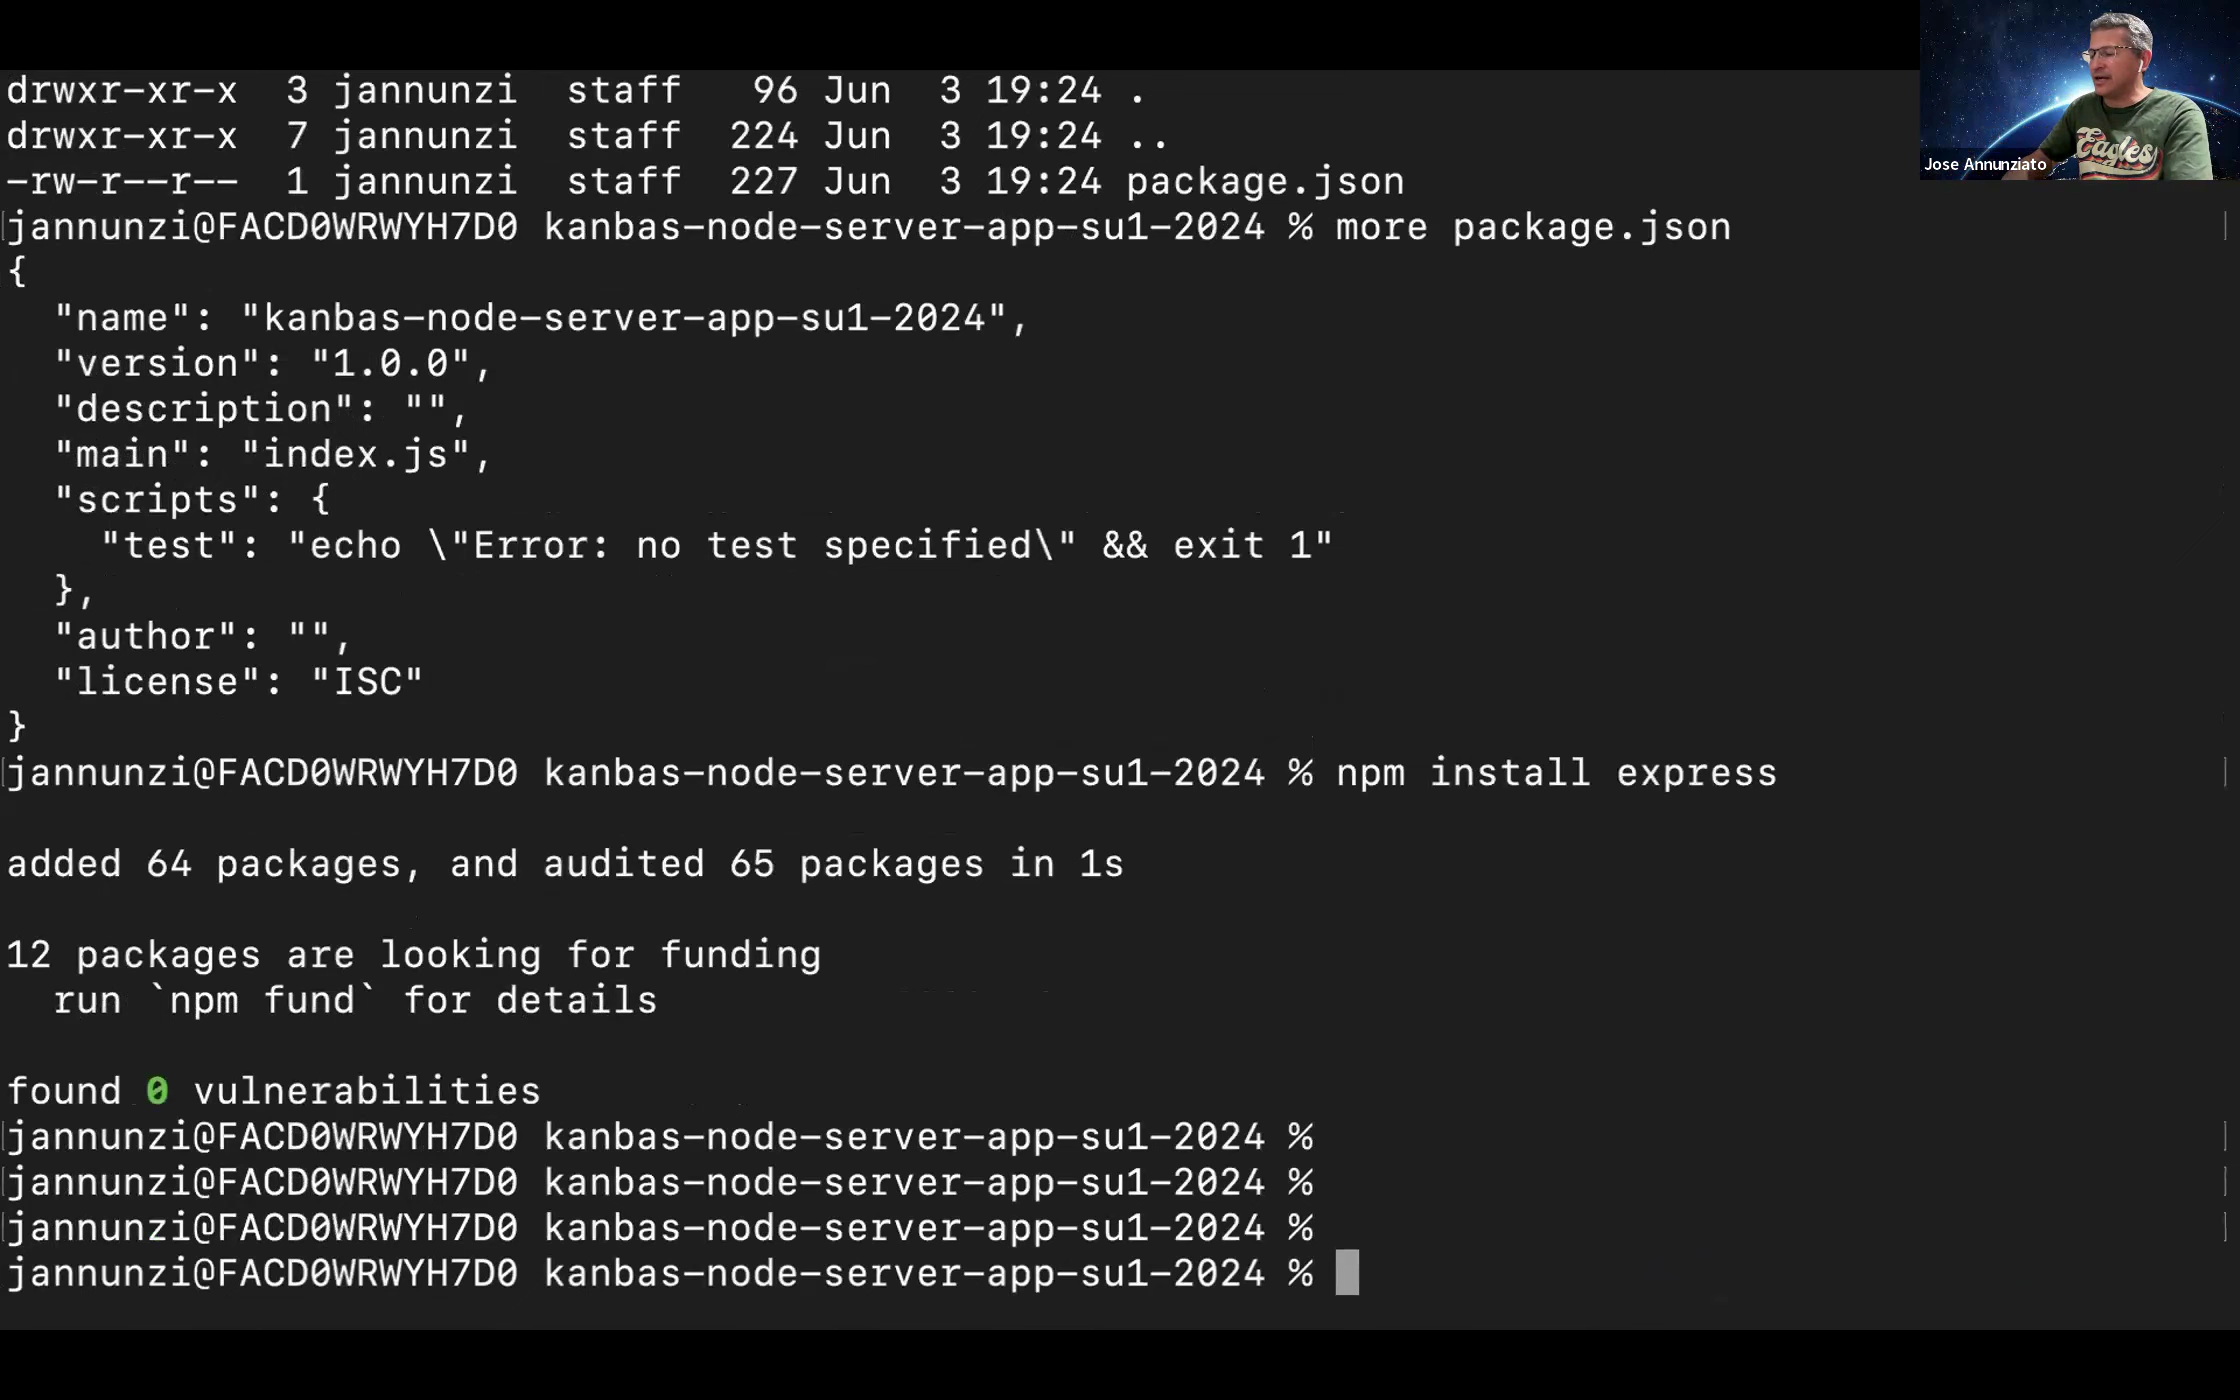 drwxr-xr-x  3 jannunzi  staff   96 Jun  3 19:24 .
drwxr-xr-x  7 jannunzi  staff  224 Jun  3 19:24 ..
-rw-r--r--  1 jannunzi  staff  227 Jun  3 19:24 package.json
jannunzi@FACD0WRWYH7D0 kanbas-node-server-app-su1-2024 % more package.json
{
  "name": "kanbas-node-server-app-su1-2024",
  "version": "1.0.0",
  "description": "",
  "main": "index.js",
  "scripts": {
    "test": "echo \"Error: no test specified\" && exit 1"
  },
  "author": "",
  "license": "ISC"
}
jannunzi@FACD0WRWYH7D0 kanbas-node-server-app-su1-2024 % npm install express
added 64 packages, and audited 65 packages in 1s
12 packages are looking for funding
  run `npm fund` for details
found 0 vulnerabilities
jannunzi@FACD0WRWYH7D0 kanbas-node-server-app-su1-2024 %
jannunzi@FACD0WRWYH7D0 kanbas-node-server-app-su1-2024 %
jannunzi@FACD0WRWYH7D0 kanbas-node-server-app-su1-2024 %
jannunzi@FACD0WRWYH7D0 kanbas-node-server-app-su1-2024 %
Eagles
Jose Annunziato